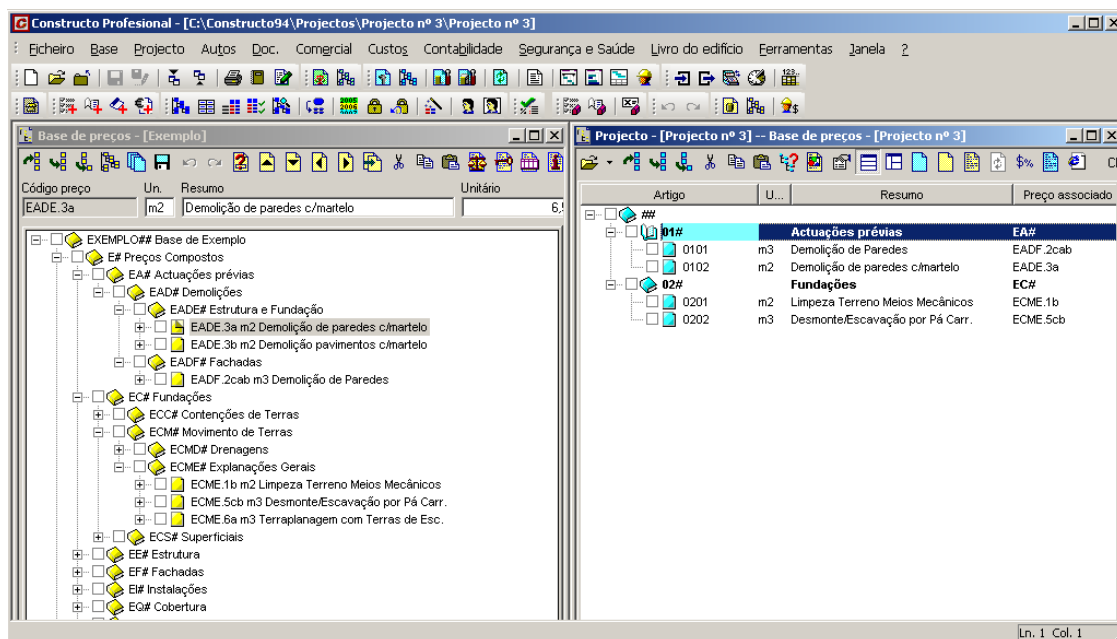 Constructo Profesional - [C:\Constructo94\Projectos\Projecto nº 3\Projecto nº 3]
Ficheiro Base Projecto Autos Doc. Comercial Custos Contabilidade Segurança e Saúde Livro do edifício Ferramentas Janela ?
Base de preços - [Exemplo]
Código preço Un. Resumo Unitário
EADE.3a m2 Demolição de paredes c/martelo 6,
EXEMPLO## Base de Exemplo
E# Preços Compostos
EA# Actuações prévias
EAD# Demolições
EADE# Estrutura e Fundação
EADE.3a m2 Demolição de paredes c/martelo
EADE.3b m2 Demolição pavimentos c/martelo
EADF# Fachadas
EADF.2cab m3 Demolição de Paredes
EC# Fundações
ECC# Contenções de Terras
ECM# Movimento de Terras
ECMD# Drenagens
ECME# Explanações Gerais
ECME.1b m2 Limpeza Terreno Meios Mecânicos
ECME.5cb m3 Desmonte/Escavação por Pá Carr.
ECME.6a m3 Terraplanagem com Terras de Esc.
ECS# Superficiais
EE# Estrutura
EF# Fachadas
EI# Instalações
EQ# Cobertura
Projecto - [Projecto nº 3] -- Base de preços - [Projecto nº 3]
Artigo U... Resumo Preço associado
##
01# Actuações prévias EA#
0101 m3 Demolição de Paredes EADF.2cab
0102 m2 Demolição de paredes c/martelo EADE.3a
02# Fundações EC#
0201 m2 Limpeza Terreno Meios Mecânicos ECME.1b
0202 m3 Desmonte/Escavação por Pá Carr. ECME.5cb
Ln. 1 Col. 1